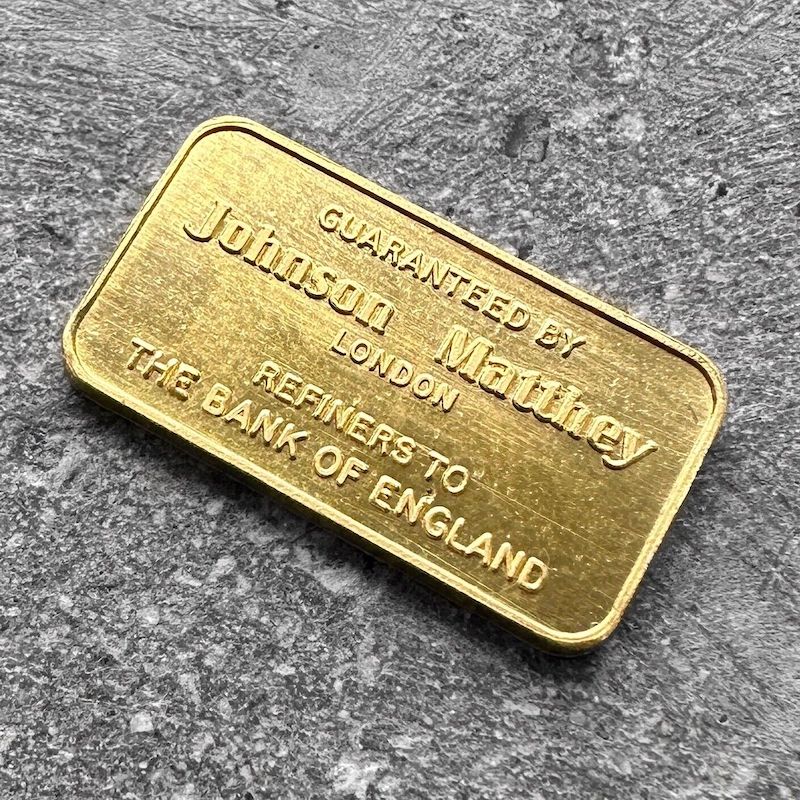 GUARANTEED BY
Johnson Matthey
LONDON
REFINERS TO
THE BANK OF ENGLAND